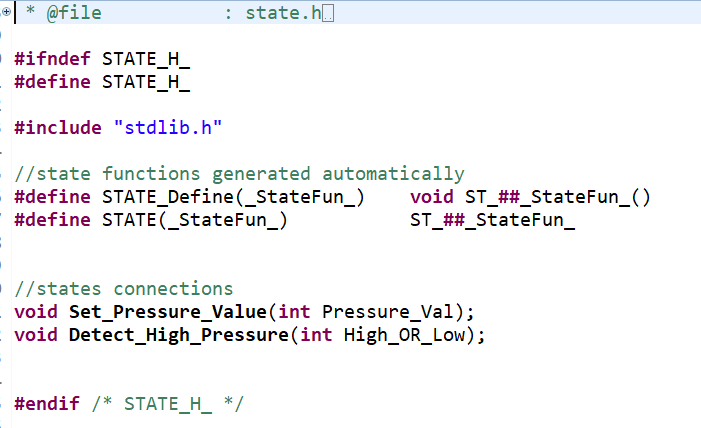 * @file : state.h
#ifndef STATE_H_
#define STATE_H_
#include "stdlib.h"
//state functions generated automatically
#define STATE_Define(_StateFun_) void ST_##_StateFun_()
#define STATE(_StateFun_) ST_##_StateFun_
//states connections
void Set_Pressure_Value(int Pressure_Val);
void Detect_High_Pressure(int High_OR_Low);
#endif /* STATE_H_ */